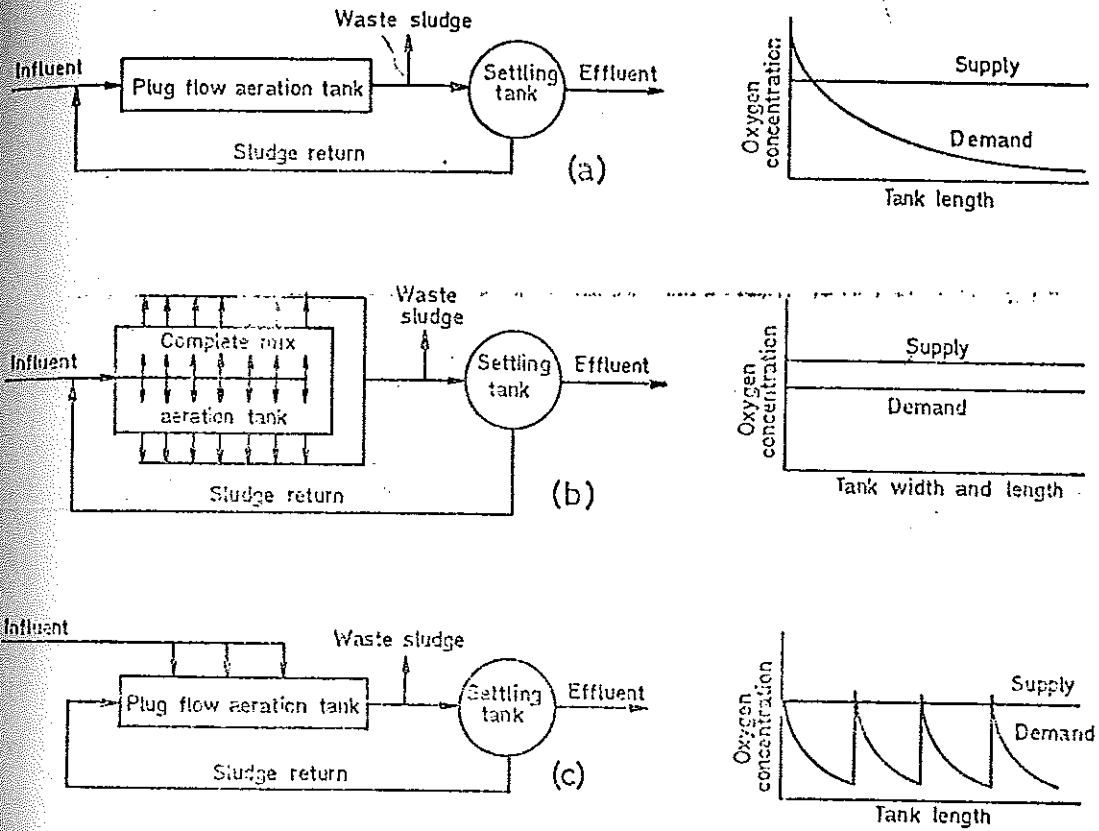 Waste sludge
Influent
Plug flow aeration tank
Settling
tank
Effluent
Sludge return
(a)
Oxygen
concentration
Supply
Demand
Tank length
Waste
sludge
Influent
Complete mix
aeration tank
Settling
tank
Effluent
Sludge return
(b)
Oxygen
concentration
Supply
Demand
Tank width and length
Influent
Waste sludge
Plug flow aeration tank
Settling
tank
Effluent
Sludge return
(c)
Oxygen
concentration
Supply
Demand
Tank length